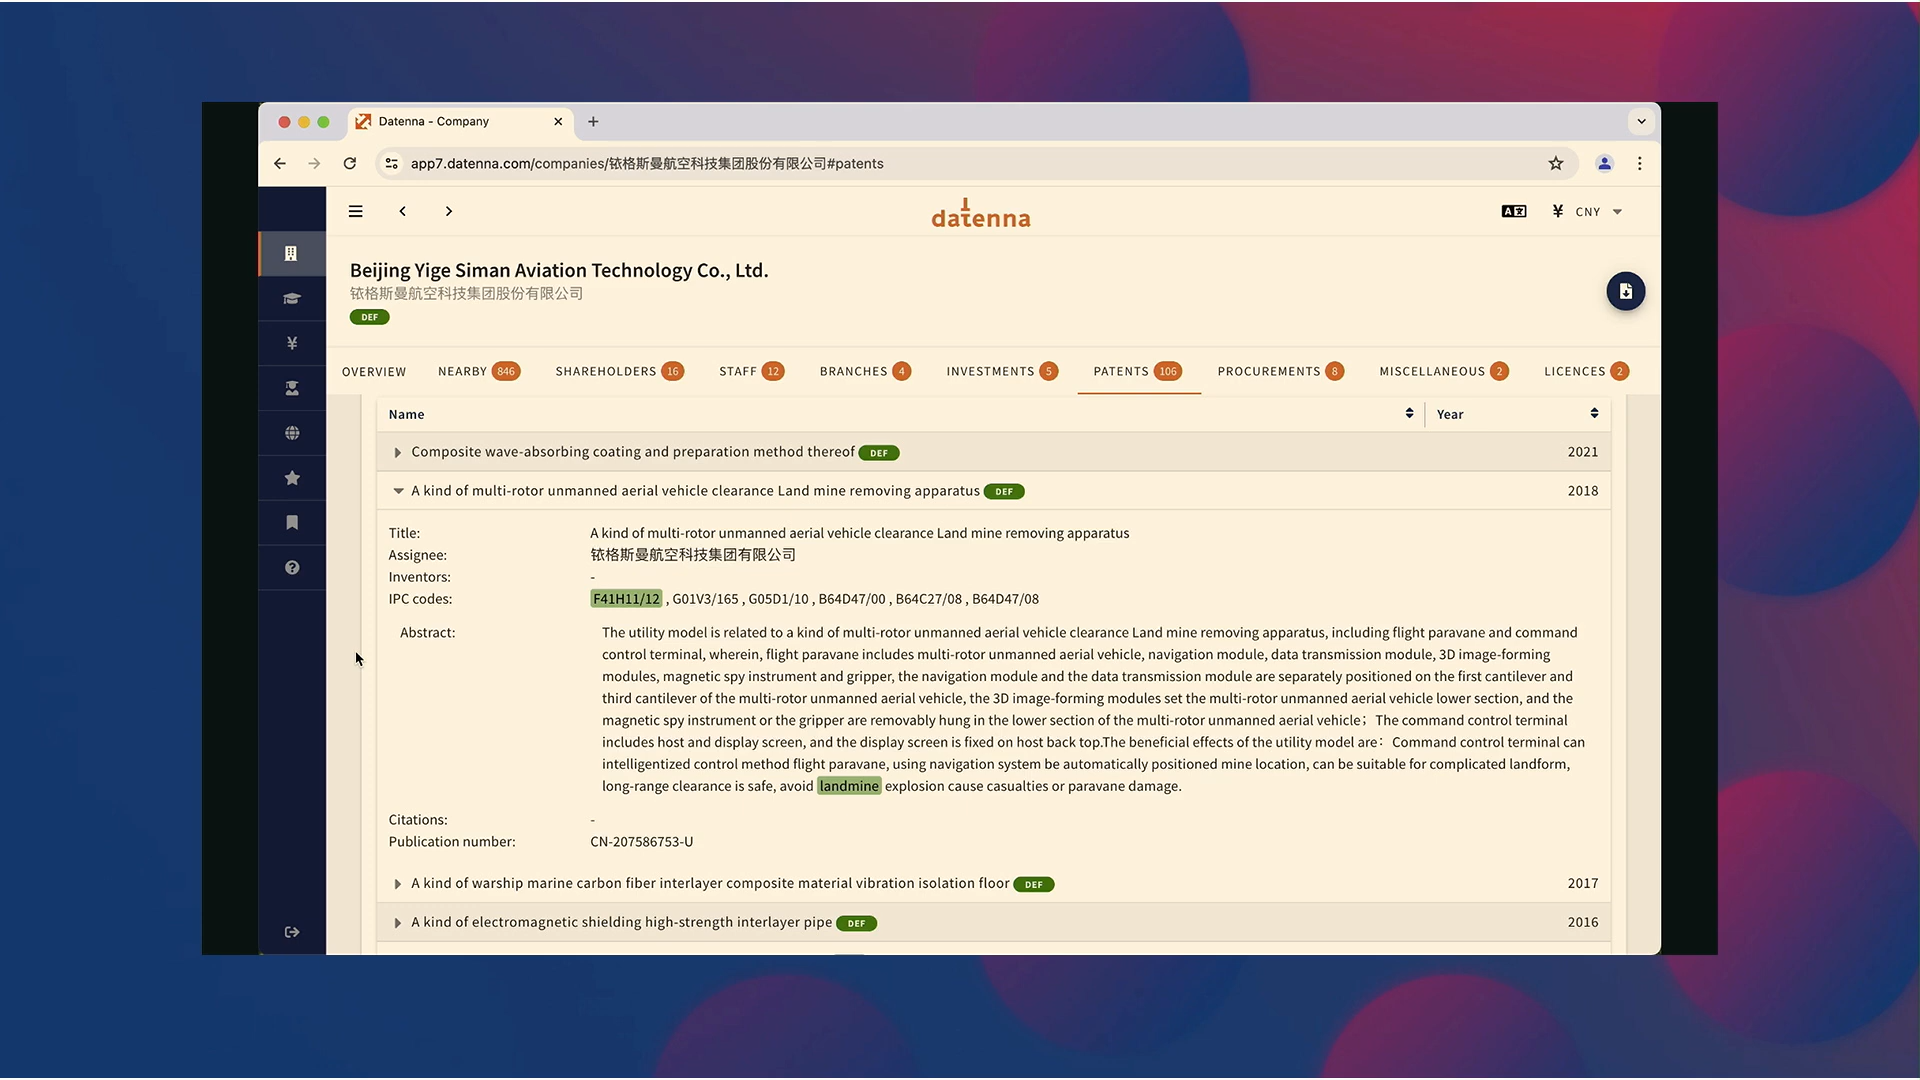 Datenna - Company
app7.datenna.com/companies/铱格斯曼航空科技集团股份有限公司#patents
datenna
A文
¥ CNY
Beijing Yige Siman Aviation Technology Co., Ltd.
铱格斯曼航空科技集团股份有限公司
DEF
OVERVIEW NEARBY 846 SHAREHOLDERS 16 STAFF 12 BRANCHES 4 INVESTMENTS 5 PATENTS 106 PROCUREMENTS 8 MISCELLANEOUS 2 LICENCES 2
Name Year
Composite wave-absorbing coating and preparation method thereof DEF 2021
A kind of multi-rotor unmanned aerial vehicle clearance Land mine removing apparatus DEF 2018
Title: A kind of multi-rotor unmanned aerial vehicle clearance Land mine removing apparatus
Assignee: 铱格斯曼航空科技集团有限公司
Inventors: -
IPC codes: F41H11/12 , G01V3/165 , G05D1/10 , B64D47/00 , B64C27/08 , B64D47/08
Abstract: The utility model is related to a kind of multi-rotor unmanned aerial vehicle clearance Land mine removing apparatus, including flight paravane and command
control terminal, wherein, flight paravane includes multi-rotor unmanned aerial vehicle, navigation module, data transmission module, 3D image-forming
modules, magnetic spy instrument and gripper, the navigation module and the data transmission module are separately positioned on the first cantilever and
third cantilever of the multi-rotor unmanned aerial vehicle, the 3D image-forming modules set the multi-rotor unmanned aerial vehicle lower section, and the
magnetic spy instrument or the gripper are removably hung in the lower section of the multi-rotor unmanned aerial vehicle；The command control terminal
includes host and display screen, and the display screen is fixed on host back top.The beneficial effects of the utility model are：Command control terminal can
intelligentized control method flight paravane, using navigation system be automatically positioned mine location, can be suitable for complicated landform,
long-range clearance is safe, avoid landmine explosion cause casualties or paravane damage.
Citations: -
Publication number: CN-207586753-U
A kind of warship marine carbon fiber interlayer composite material vibration isolation floor DEF 2017
A kind of electromagnetic shielding high-strength interlayer pipe DEF 2016